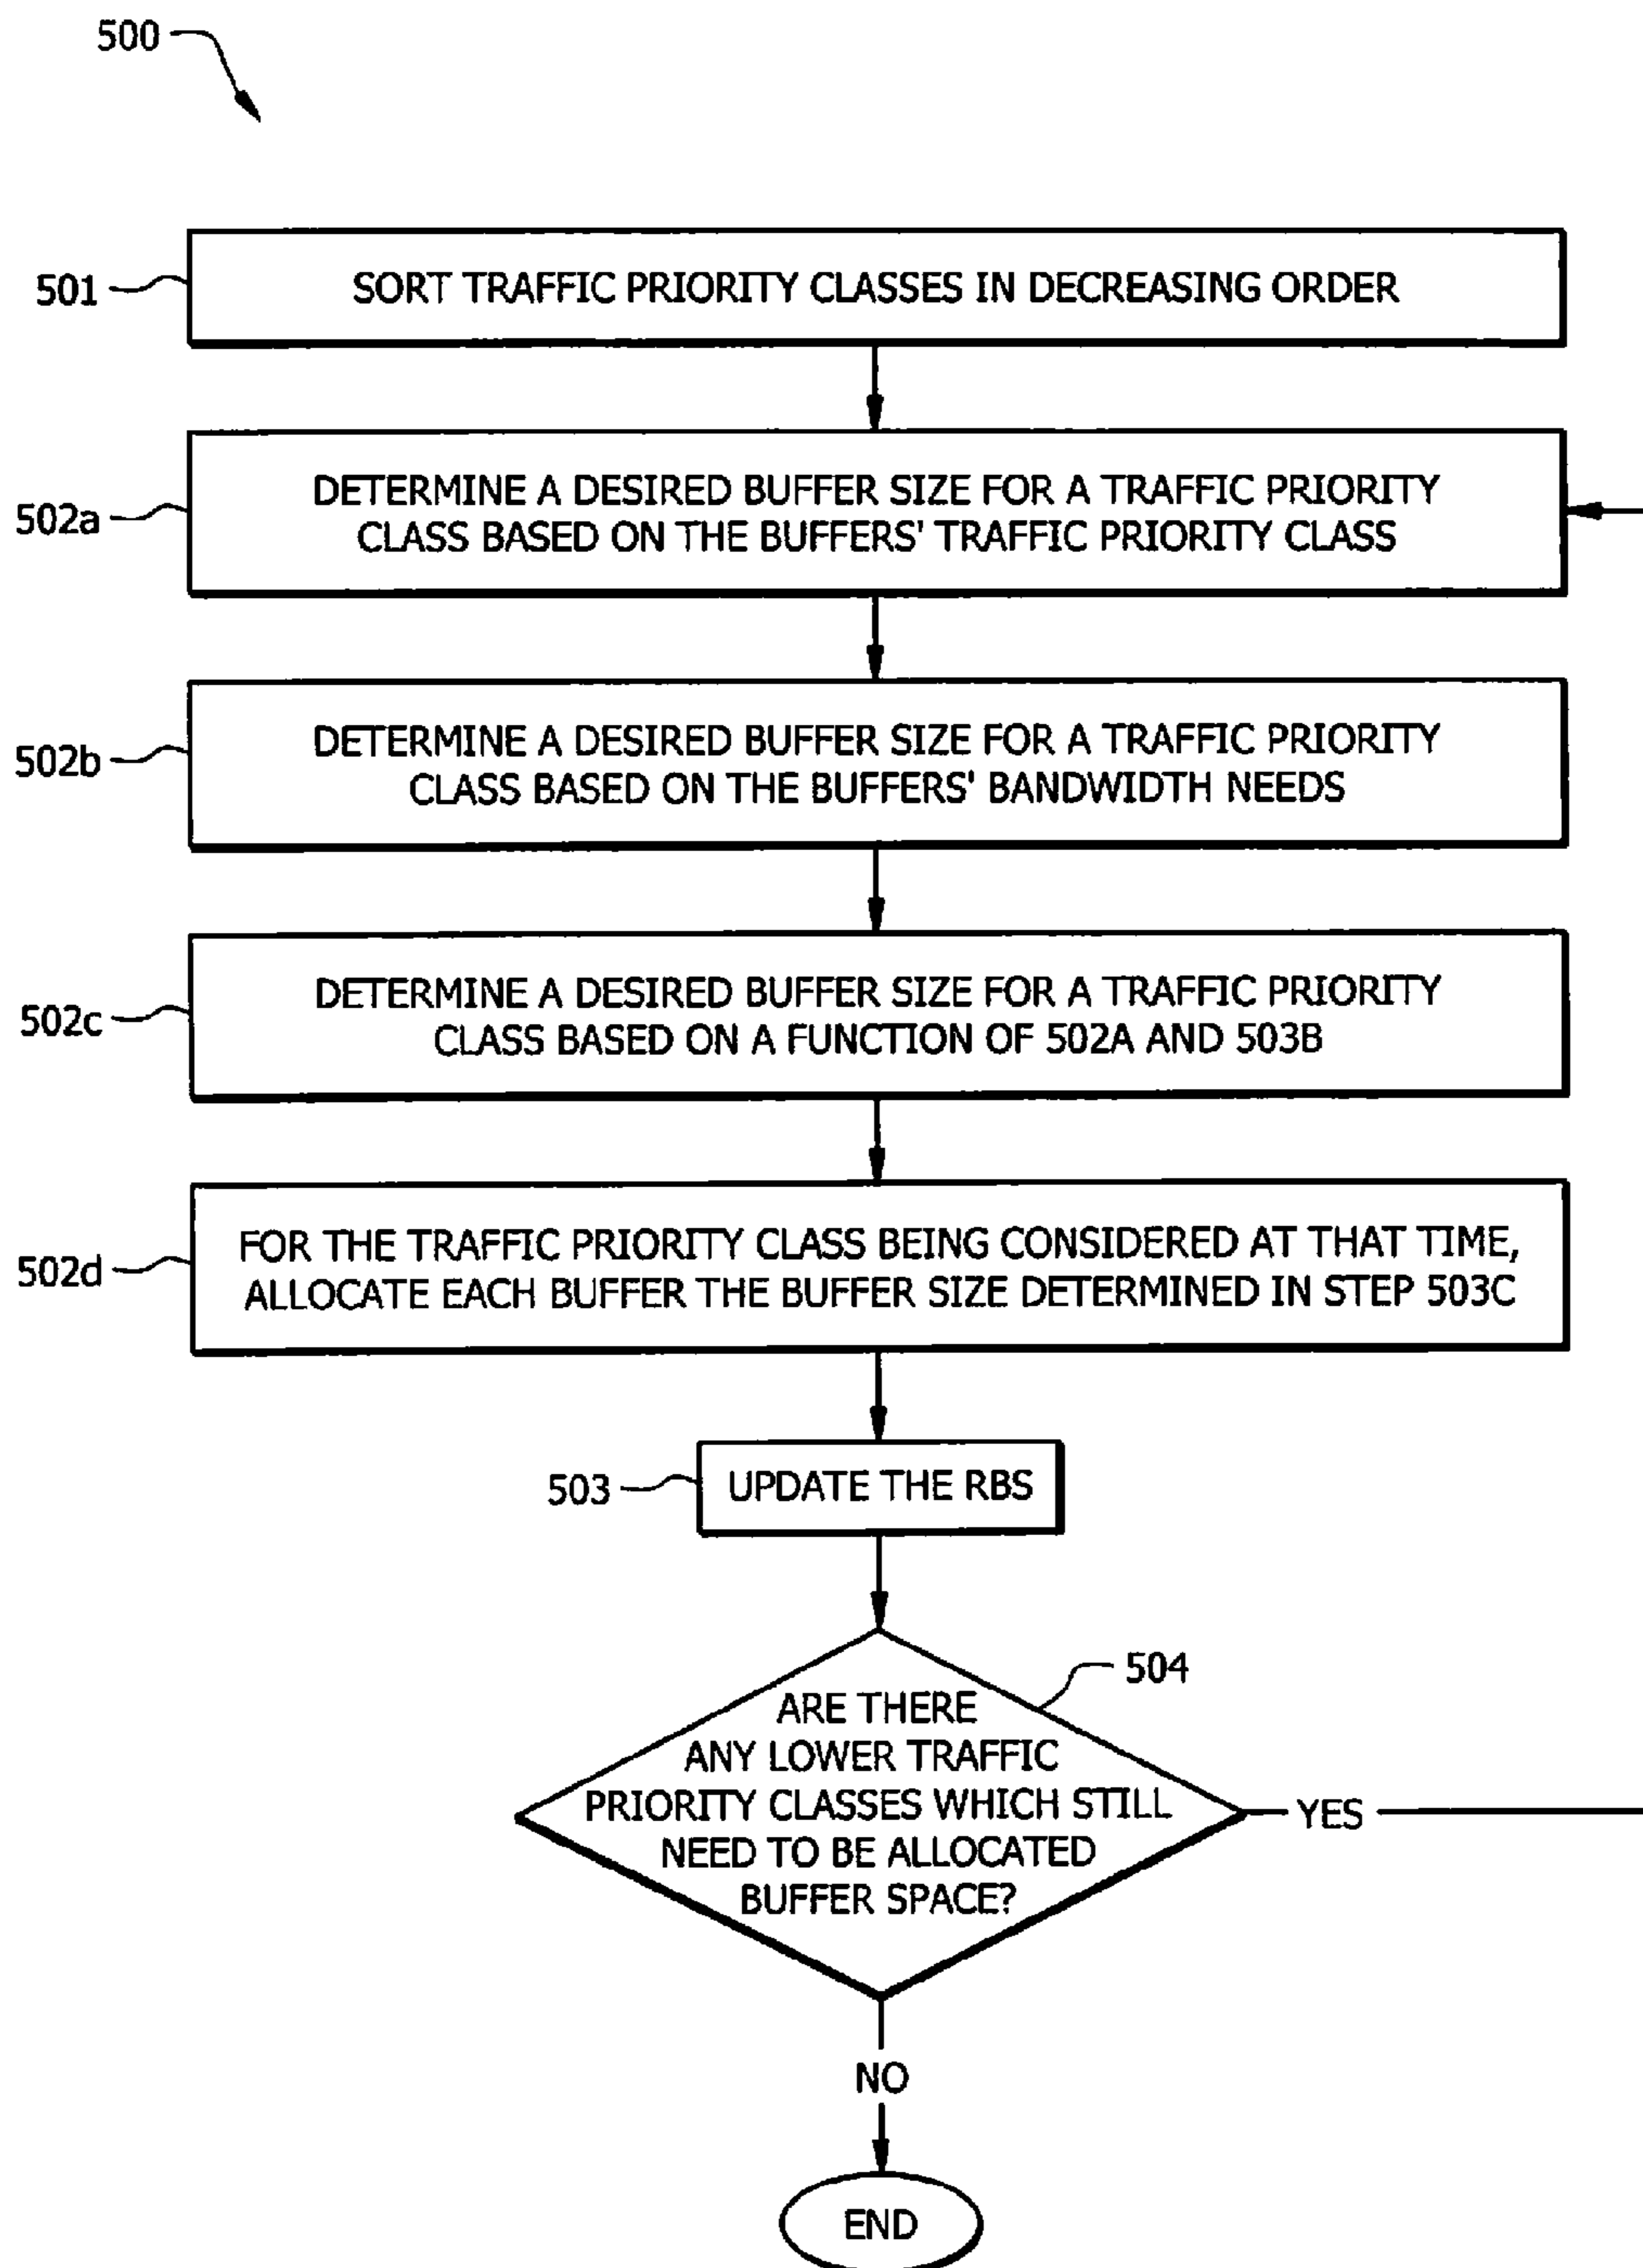 500
501
SORT TRAFFIC PRIORITY CLASSES IN DECREASING ORDER
502a
DETERMINE A DESIRED BUFFER SIZE FOR A TRAFFIC PRIORITY
CLASS BASED ON THE BUFFERS' TRAFFIC PRIORITY CLASS
502b
DETERMINE A DESIRED BUFFER SIZE FOR A TRAFFIC PRIORITY
CLASS BASED ON THE BUFFERS' BANDWIDTH NEEDS
502c
DETERMINE A DESIRED BUFFER SIZE FOR A TRAFFIC PRIORITY
CLASS BASED ON A FUNCTION OF 502A AND 503B
502d
FOR THE TRAFFIC PRIORITY CLASS BEING CONSIDERED AT THAT TIME,
ALLOCATE EACH BUFFER THE BUFFER SIZE DETERMINED IN STEP 503C
503
UPDATE THE RBS
504
ARE THERE
ANY LOWER TRAFFIC
PRIORITY CLASSES WHICH STILL
NEED TO BE ALLOCATED
BUFFER SPACE?
YES
NO
END